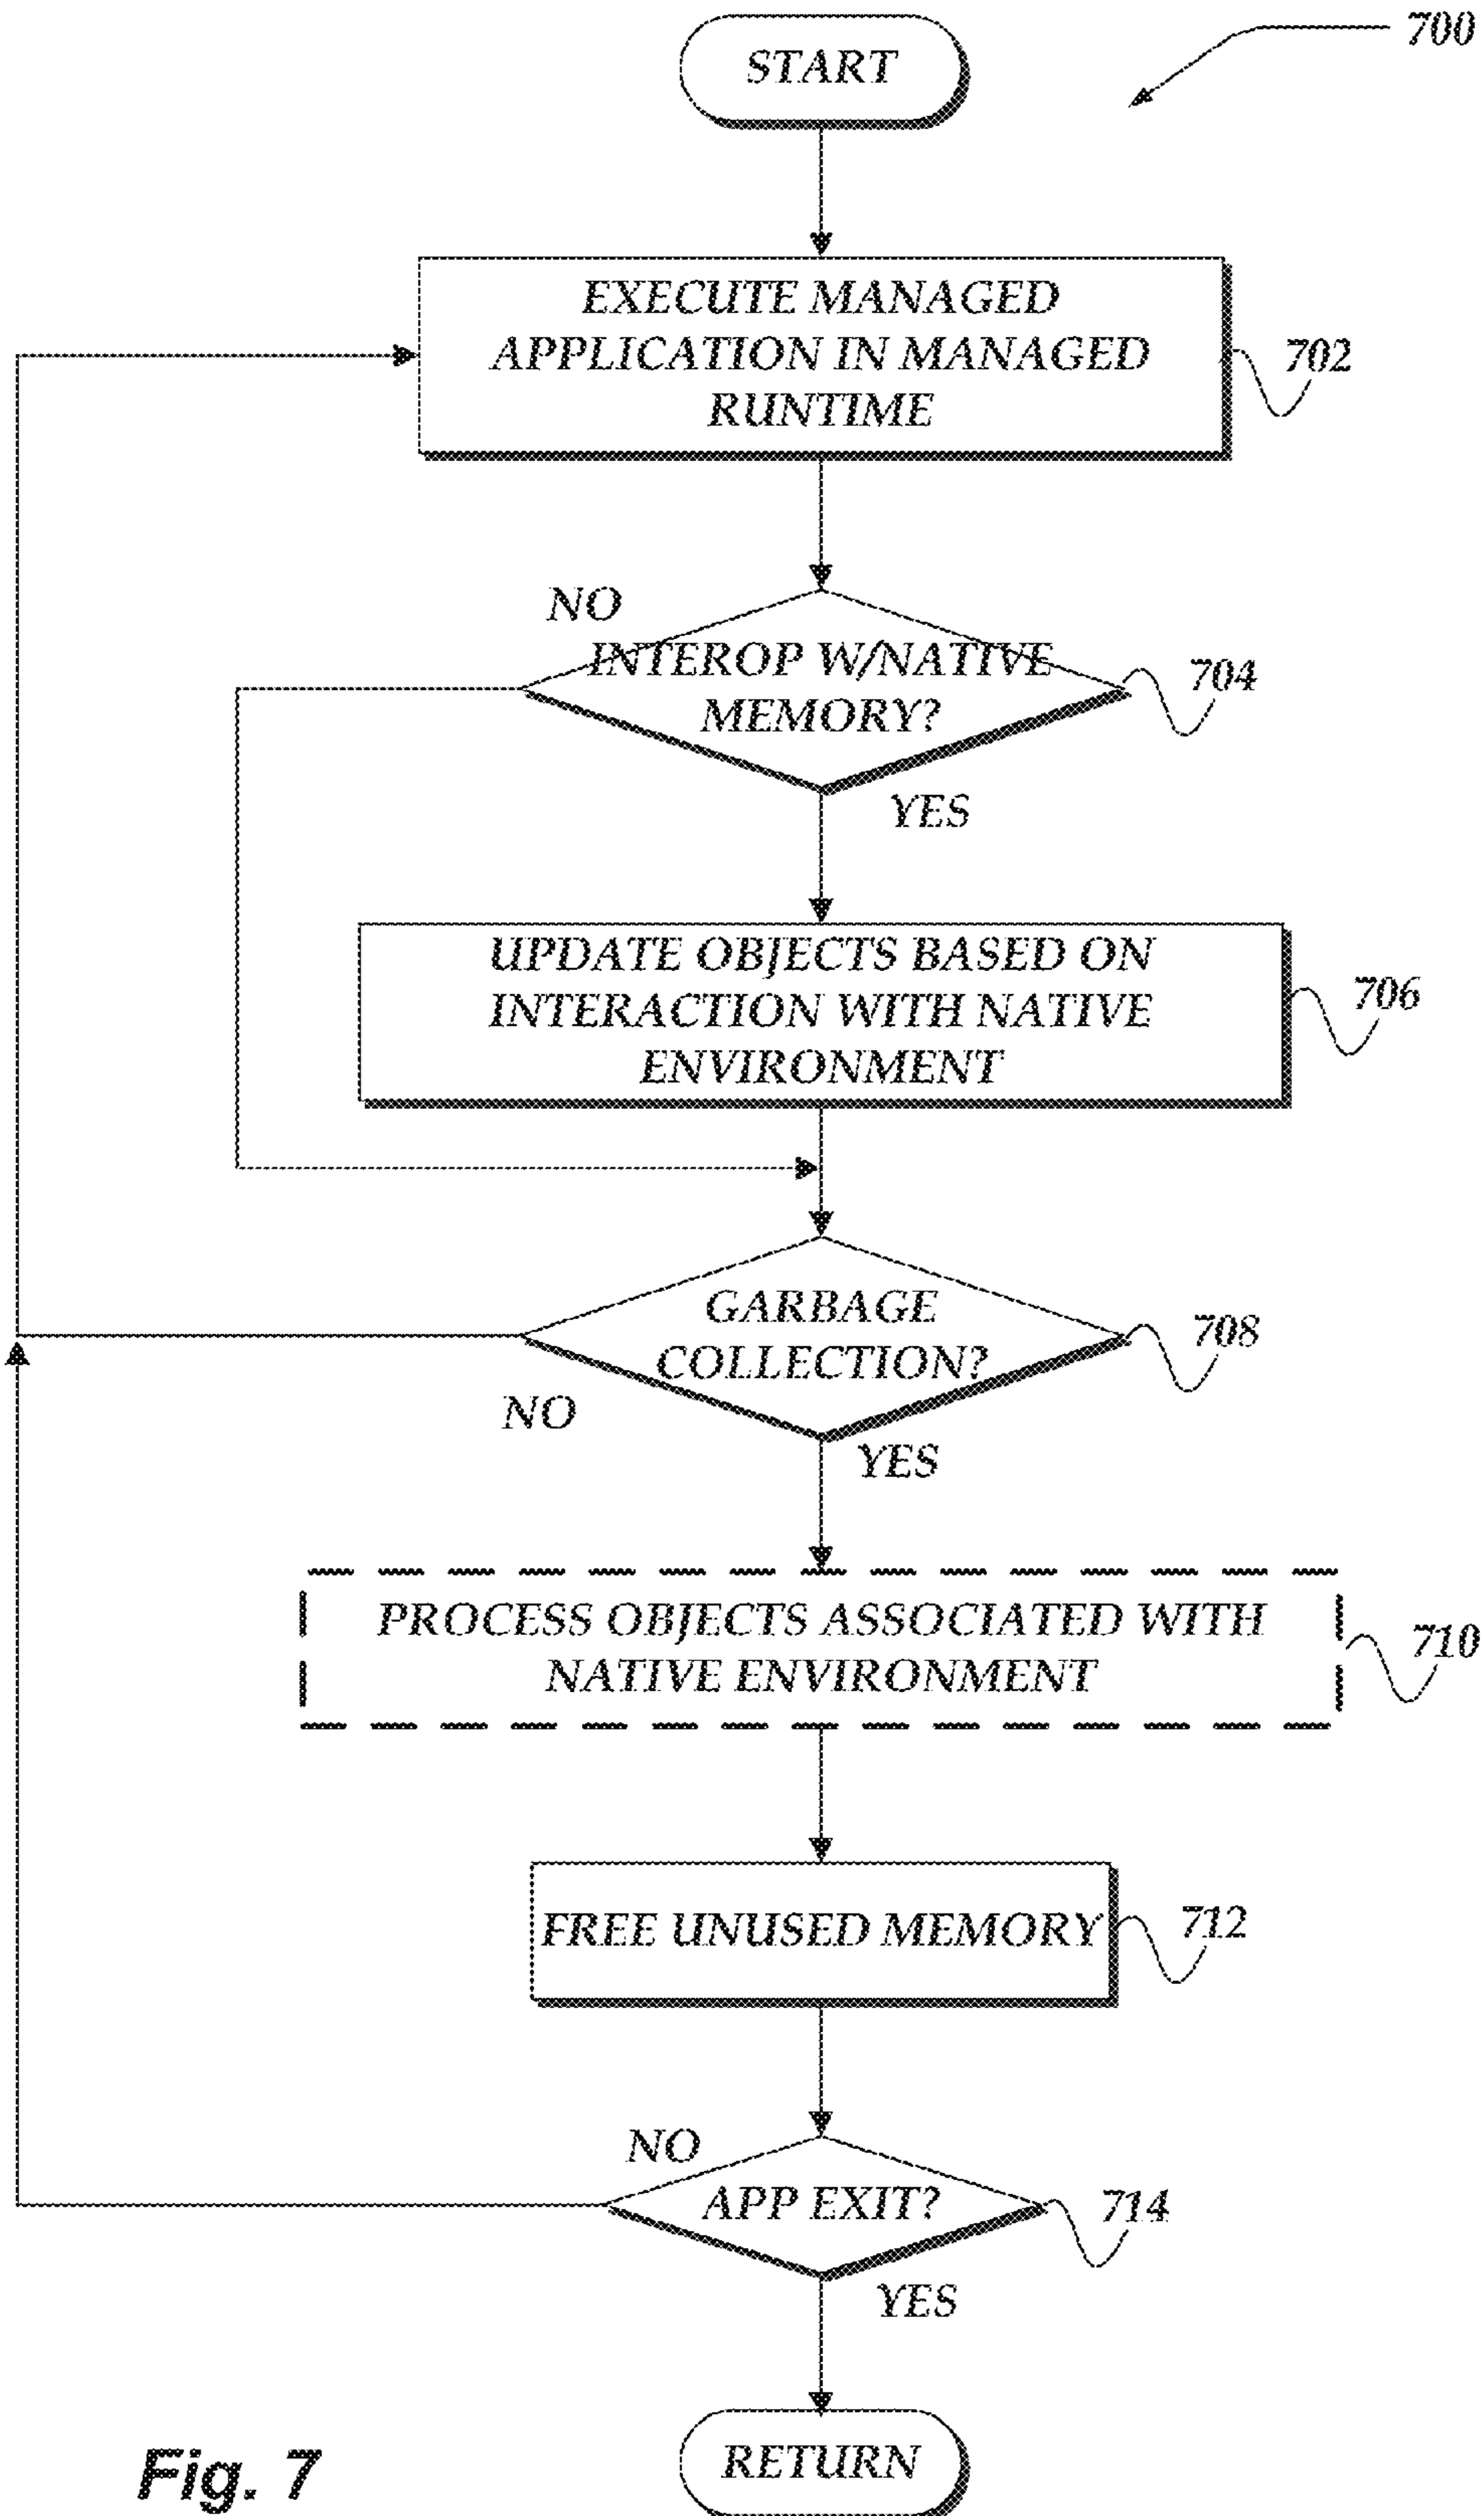 700
START
EXECUTE MANAGED
APPLICATION IN MANAGED
RUNTIME
702
NO
INTEROP W/NATIVE
MEMORY?
704
YES
UPDATE OBJECTS BASED ON
INTERACTION WITH NATIVE
ENVIRONMENT
706
GARBAGE
COLLECTION?
708
NO
YES
PROCESS OBJECTS ASSOCIATED WITH
NATIVE ENVIRONMENT
710
FREE UNUSED MEMORY
712
NO
APP EXIT?
714
YES
RETURN
Fig. 7